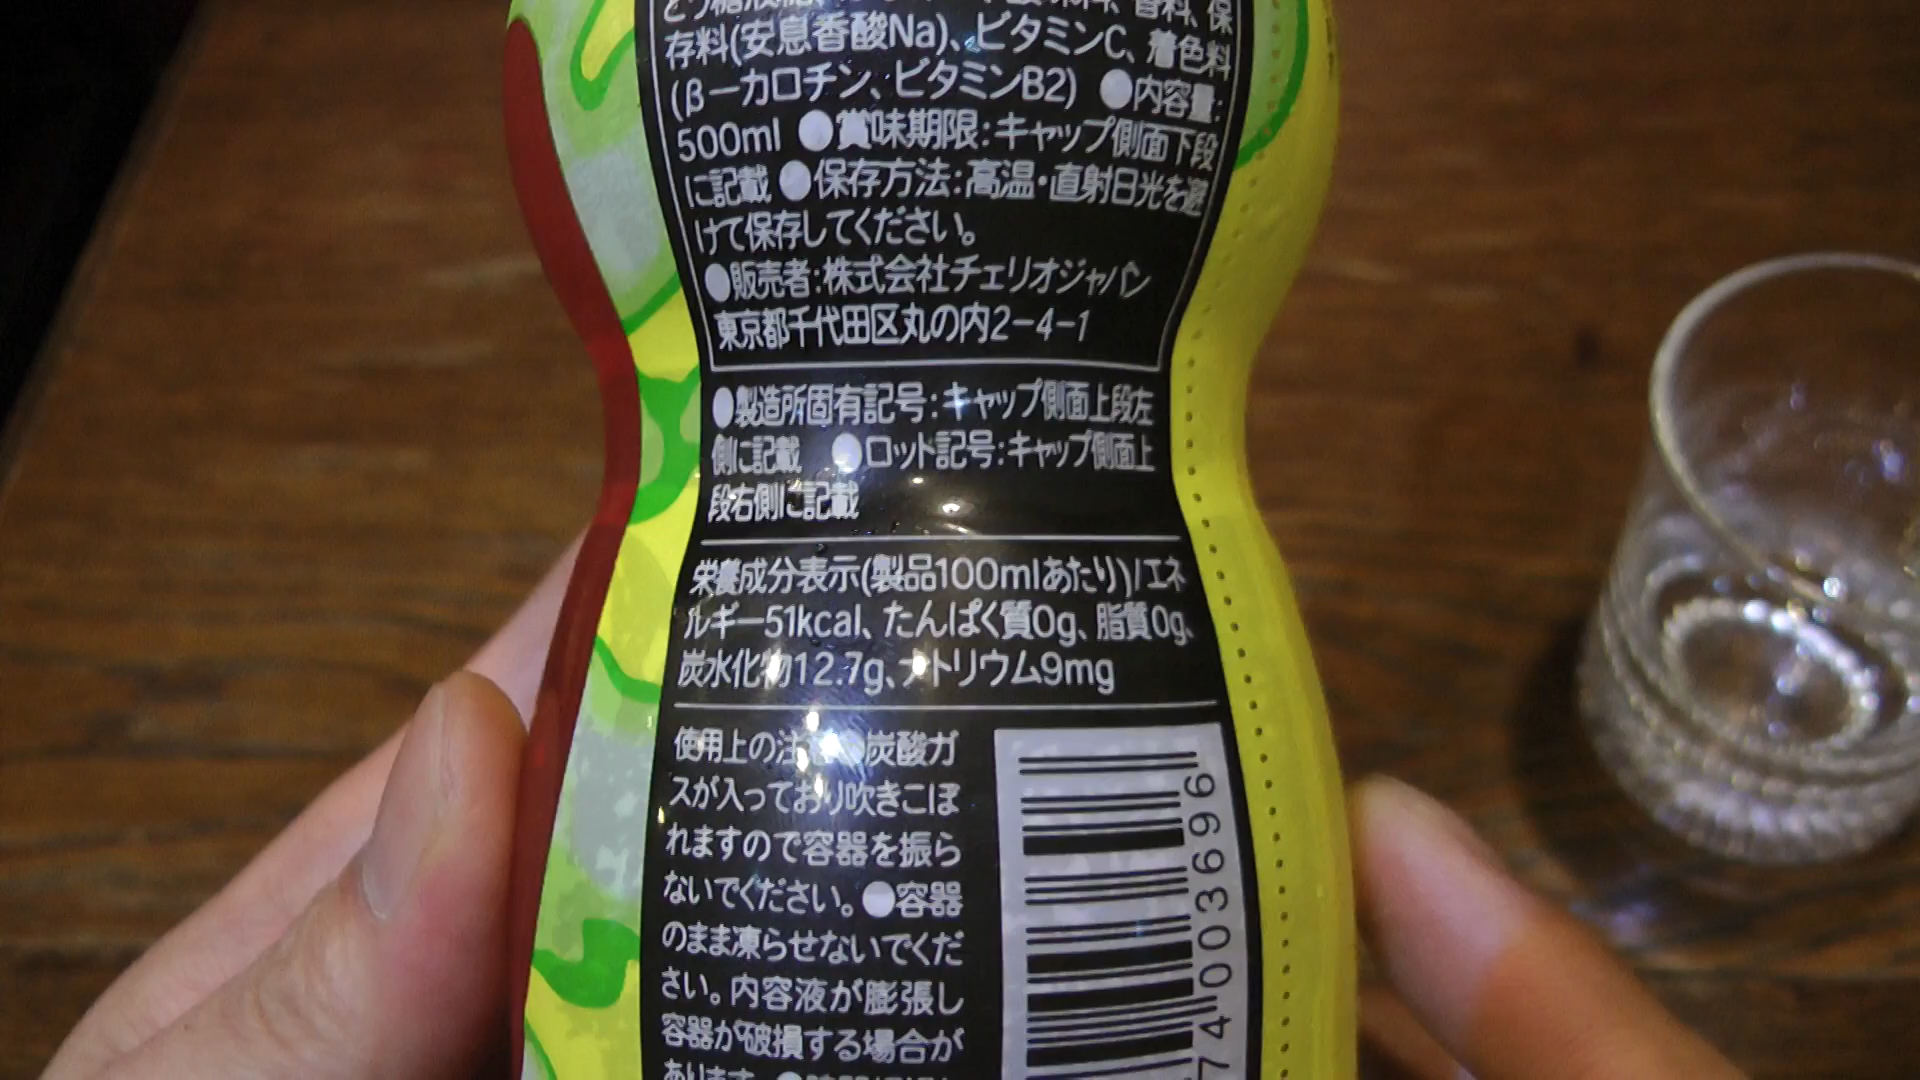 存料(安息香酸Na)、ビタミンC、着色料
(β－カロチン、ビタミンB2) ●内容量:
500ml ●賞味期限:キャップ側面下段
に記載 ●保存方法:高温・直射日光を避
けて保存してください。
●販売者:株式会社チェリオジャパン
東京都千代田区丸の内2-4-1
●製造所固有記号:キャップ側面上段左
側に記載 ●ロット記号:キャップ側面上
段右側に記載
栄養成分表示(製品100mlあたり)/エネ
ルギー51kcal、たんぱく質0g、脂質0g、
炭水化物12.7g、ナトリウム9mg
使用上の注意●炭酸ガ
スが入っており吹きこぼ
れますので容器を振ら
ないでください。●容器
のまま凍らせないでくだ
さい。内容液が膨張し
容器が破損する場合が
あります。
74 003696